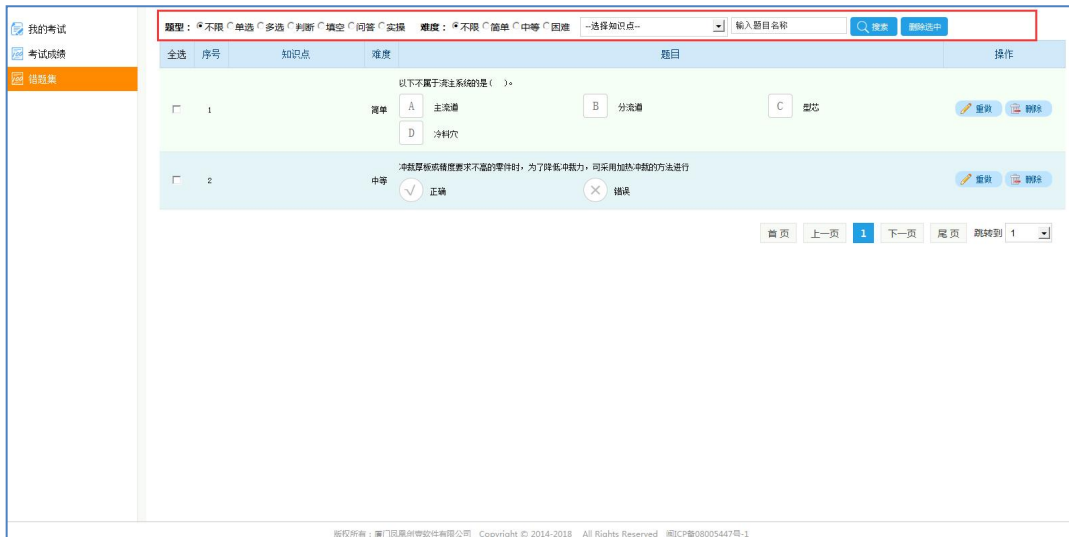 我的考试
考试成绩
错题集
题型： 不限 单选 多选 判断 填空 问答 实操 难度： 不限 简单 中等 困难 --选择知识点-- 输入题目名称 搜索 删除选中
全选 序号 知识点 难度 题目 操作
以下不属于浇注系统的是（ ）。
1 简单 A 主流道 B 分流道 C 型芯 重做 删除
D 冷料穴
冲裁厚板或精度要求不高的零件时，为了降低冲裁力，可采用加热冲裁的方法进行
2 中等 正确 错误 重做 删除
首页 上一页 1 下一页 尾页 跳转到 1
版权所有：厦门凤凰创壹软件有限公司 Copyright © 2014-2018 All Rights Reserved 闽ICP备08005447号-1